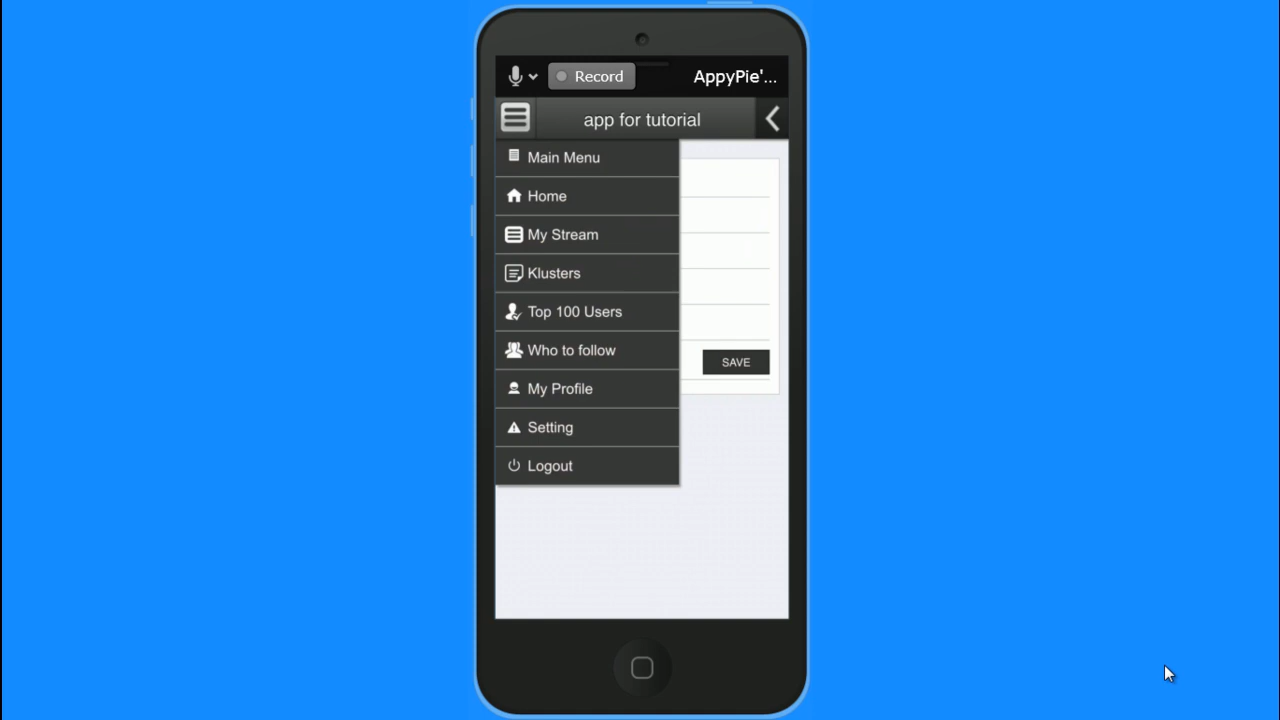 Record
AppyPie'...
app for tutorial
Main Menu
Home
My Stream
Klusters
Top 100 Users
Who to follow
My Profile
SAVE
Setting
Logout